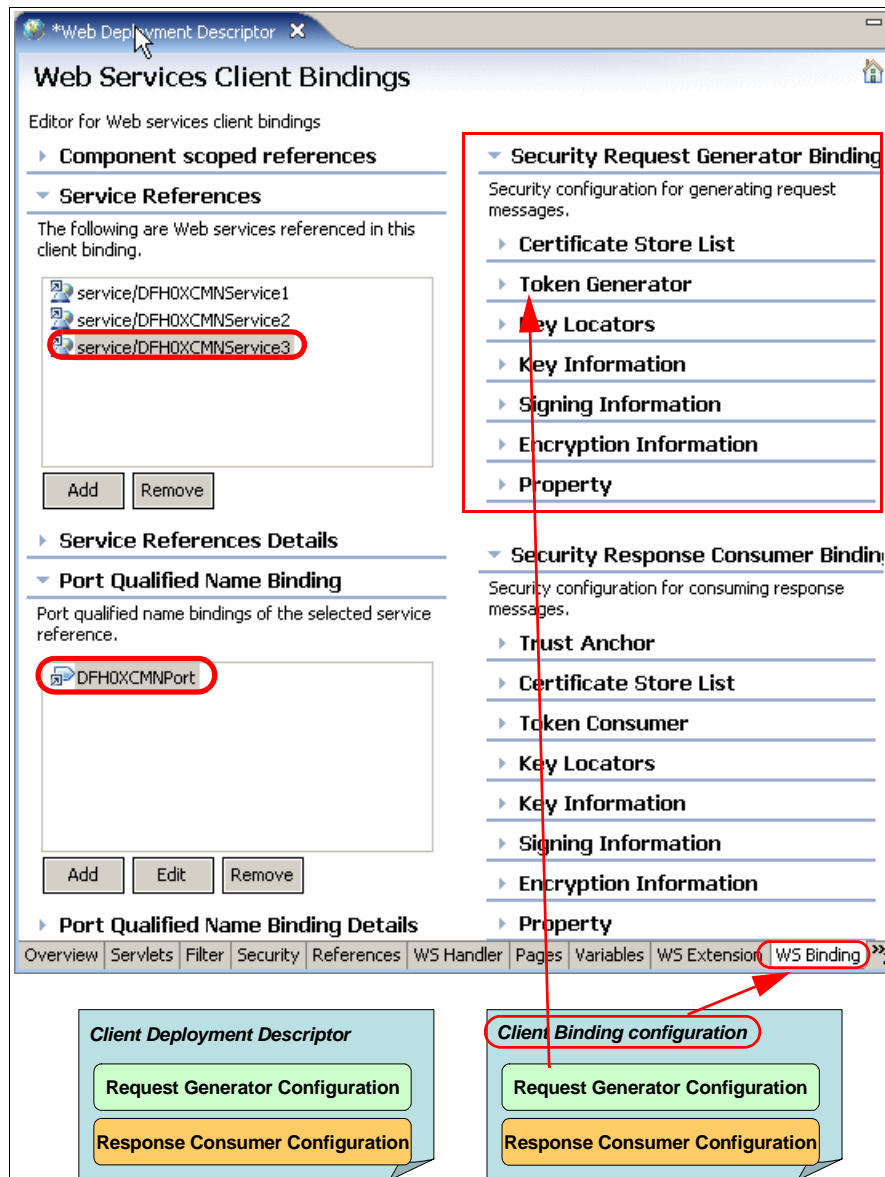 *Web Deployment Descriptor
Web Services Client Bindings
Editor for Web services client bindings
Component scoped references
Service References
The following are Web services referenced in this
client binding.
service/DFH0XCMNService1
service/DFH0XCMNService2
service/DFH0XCMNService3
Add Remove
Service References Details
Port Qualified Name Binding
Port qualified name bindings of the selected service
reference.
DFH0XCMNPort
Add Edit Remove
Port Qualified Name Binding Details
Security Request Generator Binding
Security configuration for generating request
messages.
Certificate Store List
Token Generator
Key Locators
Key Information
Signing Information
Encryption Information
Property
Security Response Consumer Bindin
Security configuration for consuming response
messages.
Trust Anchor
Certificate Store List
Token Consumer
Key Locators
Key Information
Signing Information
Encryption Information
Property
Overview Servlets Filter Security References WS Handler Pages Variables WS Extension WS Binding
Client Deployment Descriptor
Request Generator Configuration
Response Consumer Configuration
Client Binding configuration
Request Generator Configuration
Response Consumer Configuration